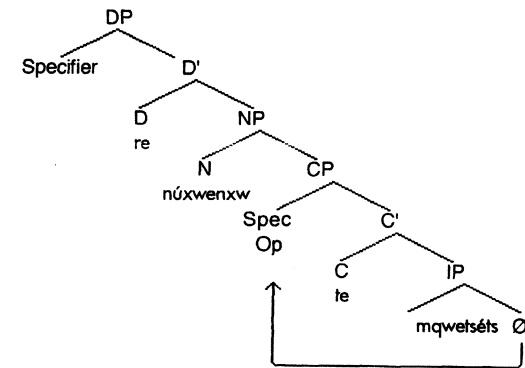 DP
Specifier D'
D NP
re
N CP
núxwenxw
Spec C'
Op
C IP
te
mqwetséts Ø